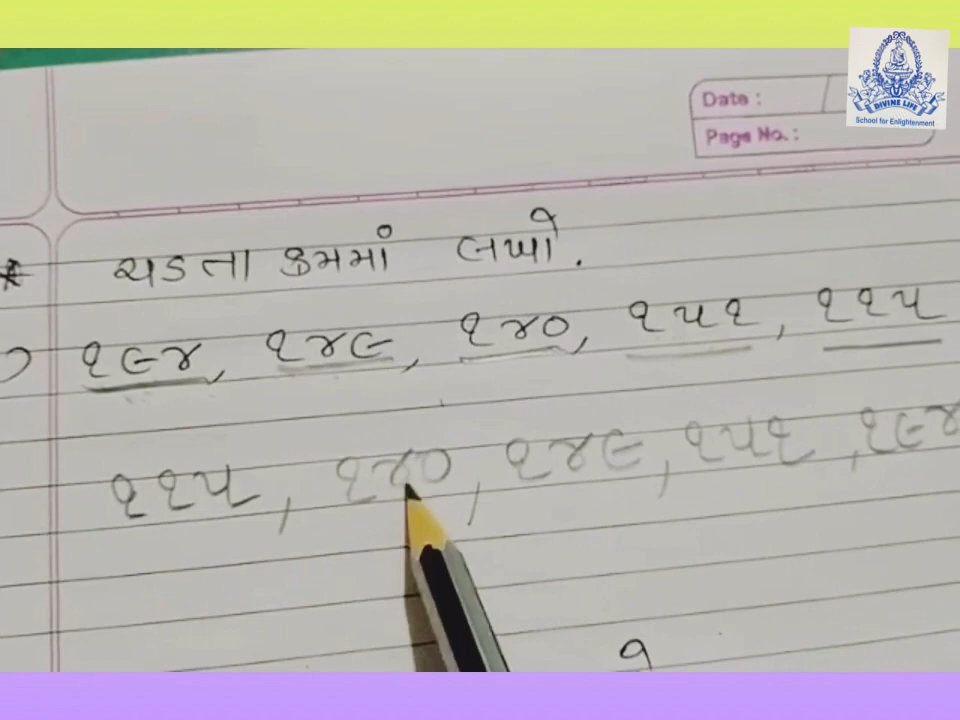 Date :
Page No. :
DIVINE LIFE
School for Enlightenment
* ચડતા ક્રમમાં લખો.
૧૯૪, ૧૪૯, ૧૪૦, ૧૫૧, ૧૧૫
૧૧૫, ૧૪૦, ૧૪૯, ૧૫૧, ૧૯૪